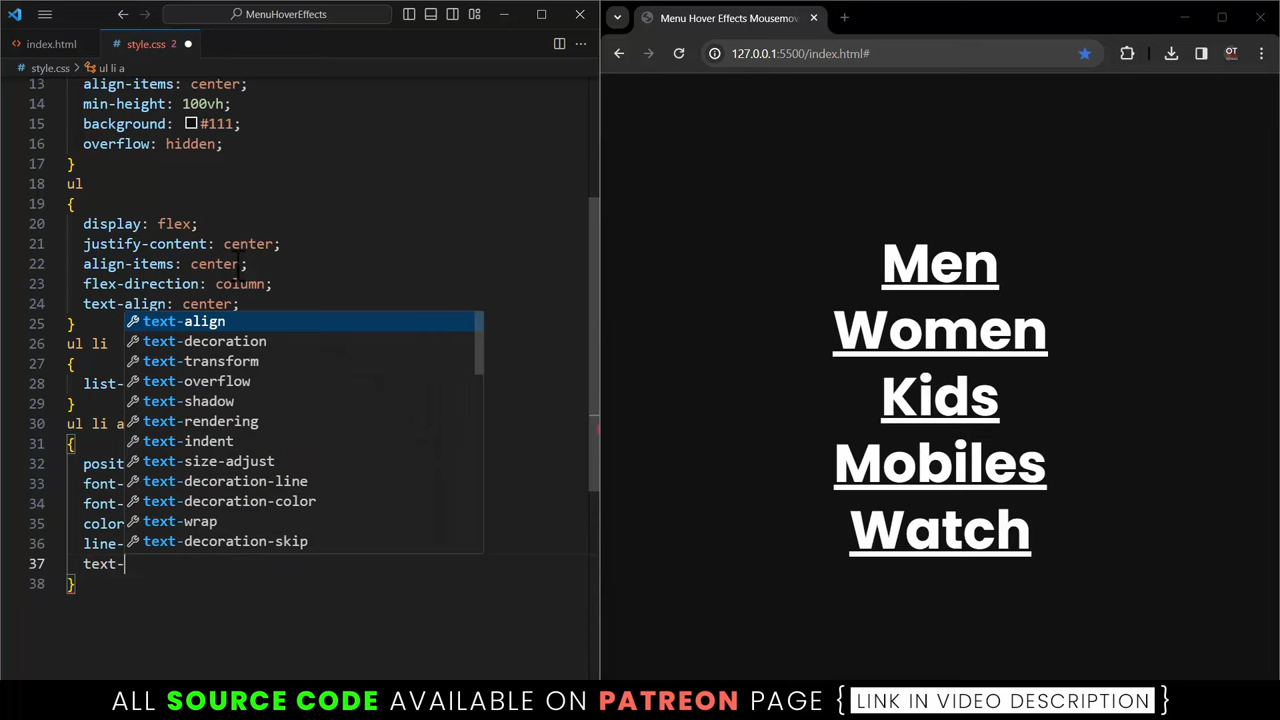 MenuHoverEffects
index.html
style.css 2
style.css
ul li a
13 align-items: center;
14 min-height: 100vh;
15 background: #111;
16 overflow: hidden;
17 }
18 ul
19 {
20 display: flex;
21 justify-content: center;
22 align-items: center;
23 flex-direction: column;
24 text-align: center;
25 }
26 ul li
27 {
28 list-
29 }
30 ul li a
31 {
32 posit
33 font-
34 font-
35 color
36 line-
37 text-
38 }
text-align
text-decoration
text-transform
text-overflow
text-shadow
text-rendering
text-indent
text-size-adjust
text-decoration-line
text-decoration-color
text-wrap
text-decoration-skip
Menu Hover Effects Mousemov
127.0.0.1:5500/index.html#
OT
Men
Women
Kids
Mobiles
Watch
ALL SOURCE CODE AVAILABLE ON PATREON PAGE { LINK IN VIDEO DESCRIPTION }